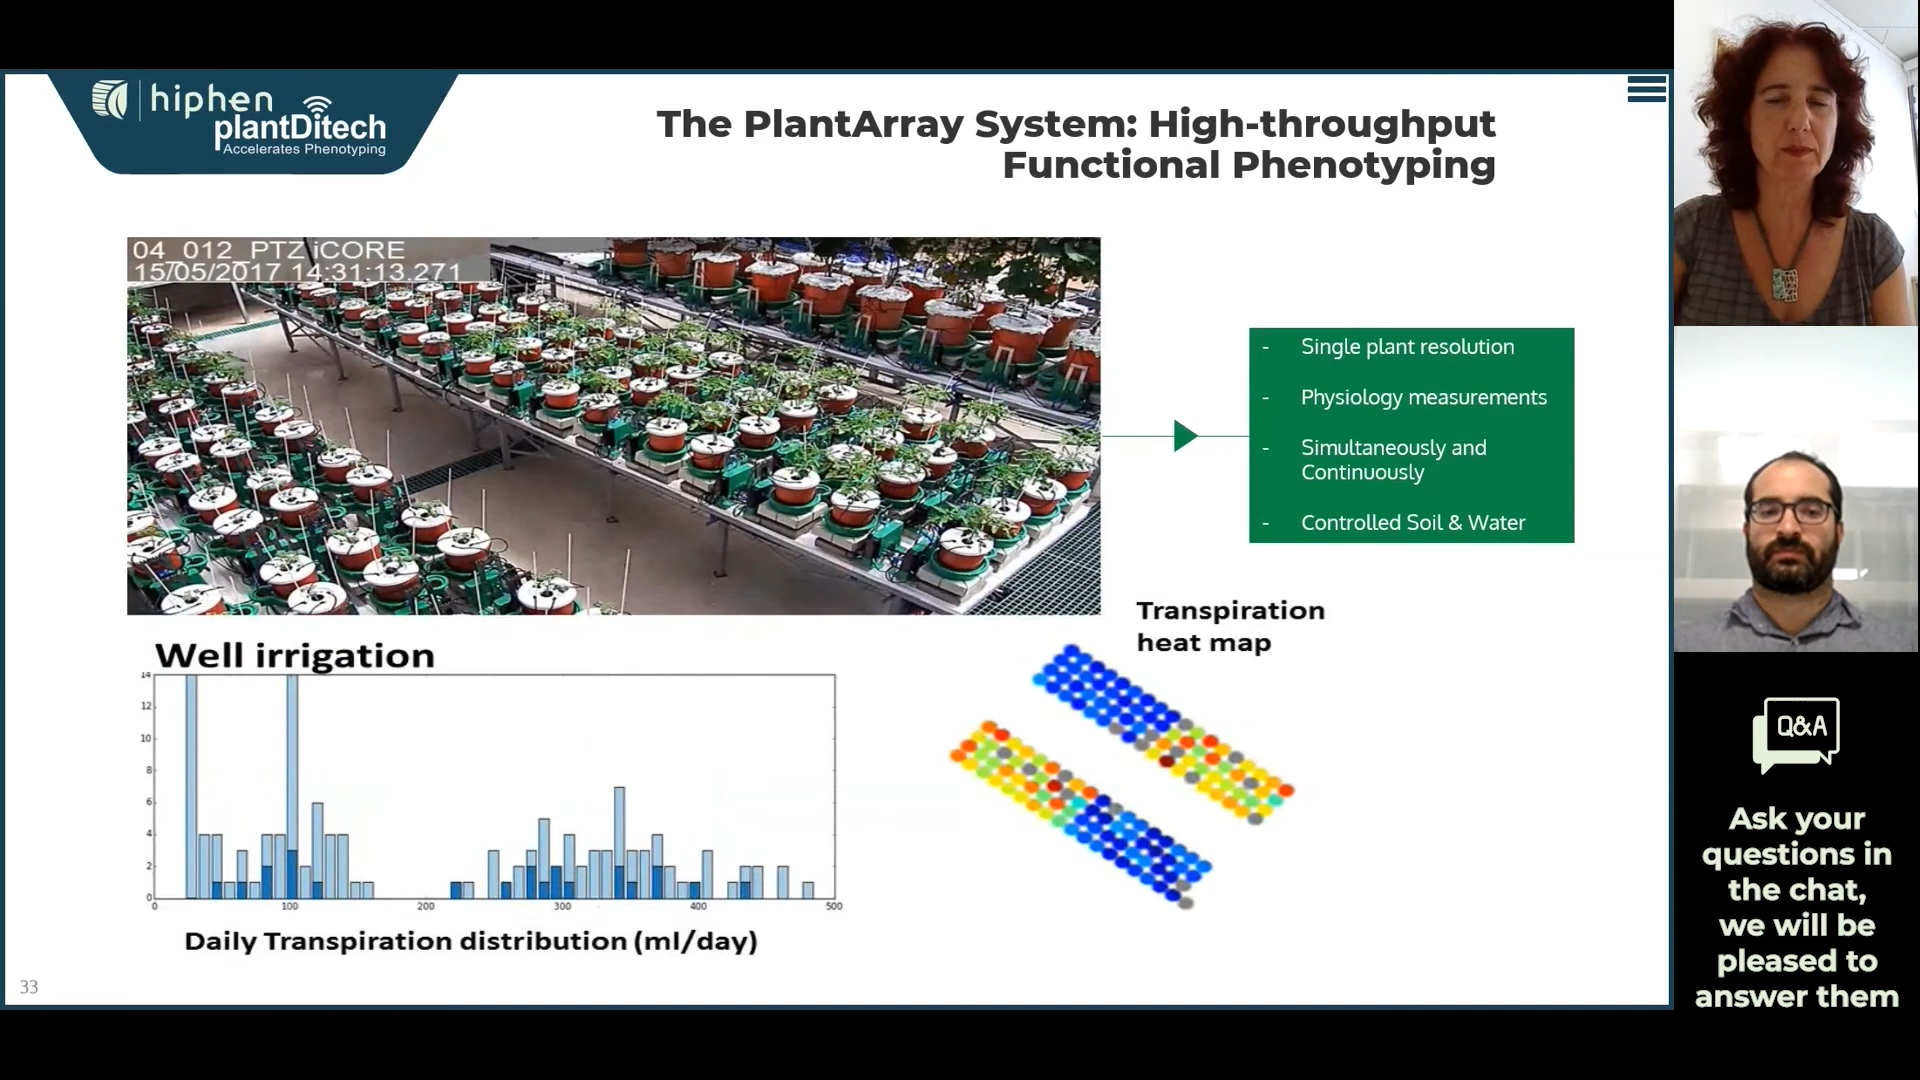 hiphen
plantDitech
Accelerates Phenotyping
The PlantArray System: High-throughput
Functional Phenotyping
04_012_PTZ iCORE
15/05/2017 14:31:13.271
- Single plant resolution
- Physiology measurements
- Simultaneously and
Continuously
- Controlled Soil & Water
Transpiration
heat map
Well irrigation
14
12
10
8
6
4
2
0
0 100 200 300 400 500
Daily Transpiration distribution (ml/day)
33
Q&A
Ask your
questions in
the chat,
we will be
pleased to
answer them